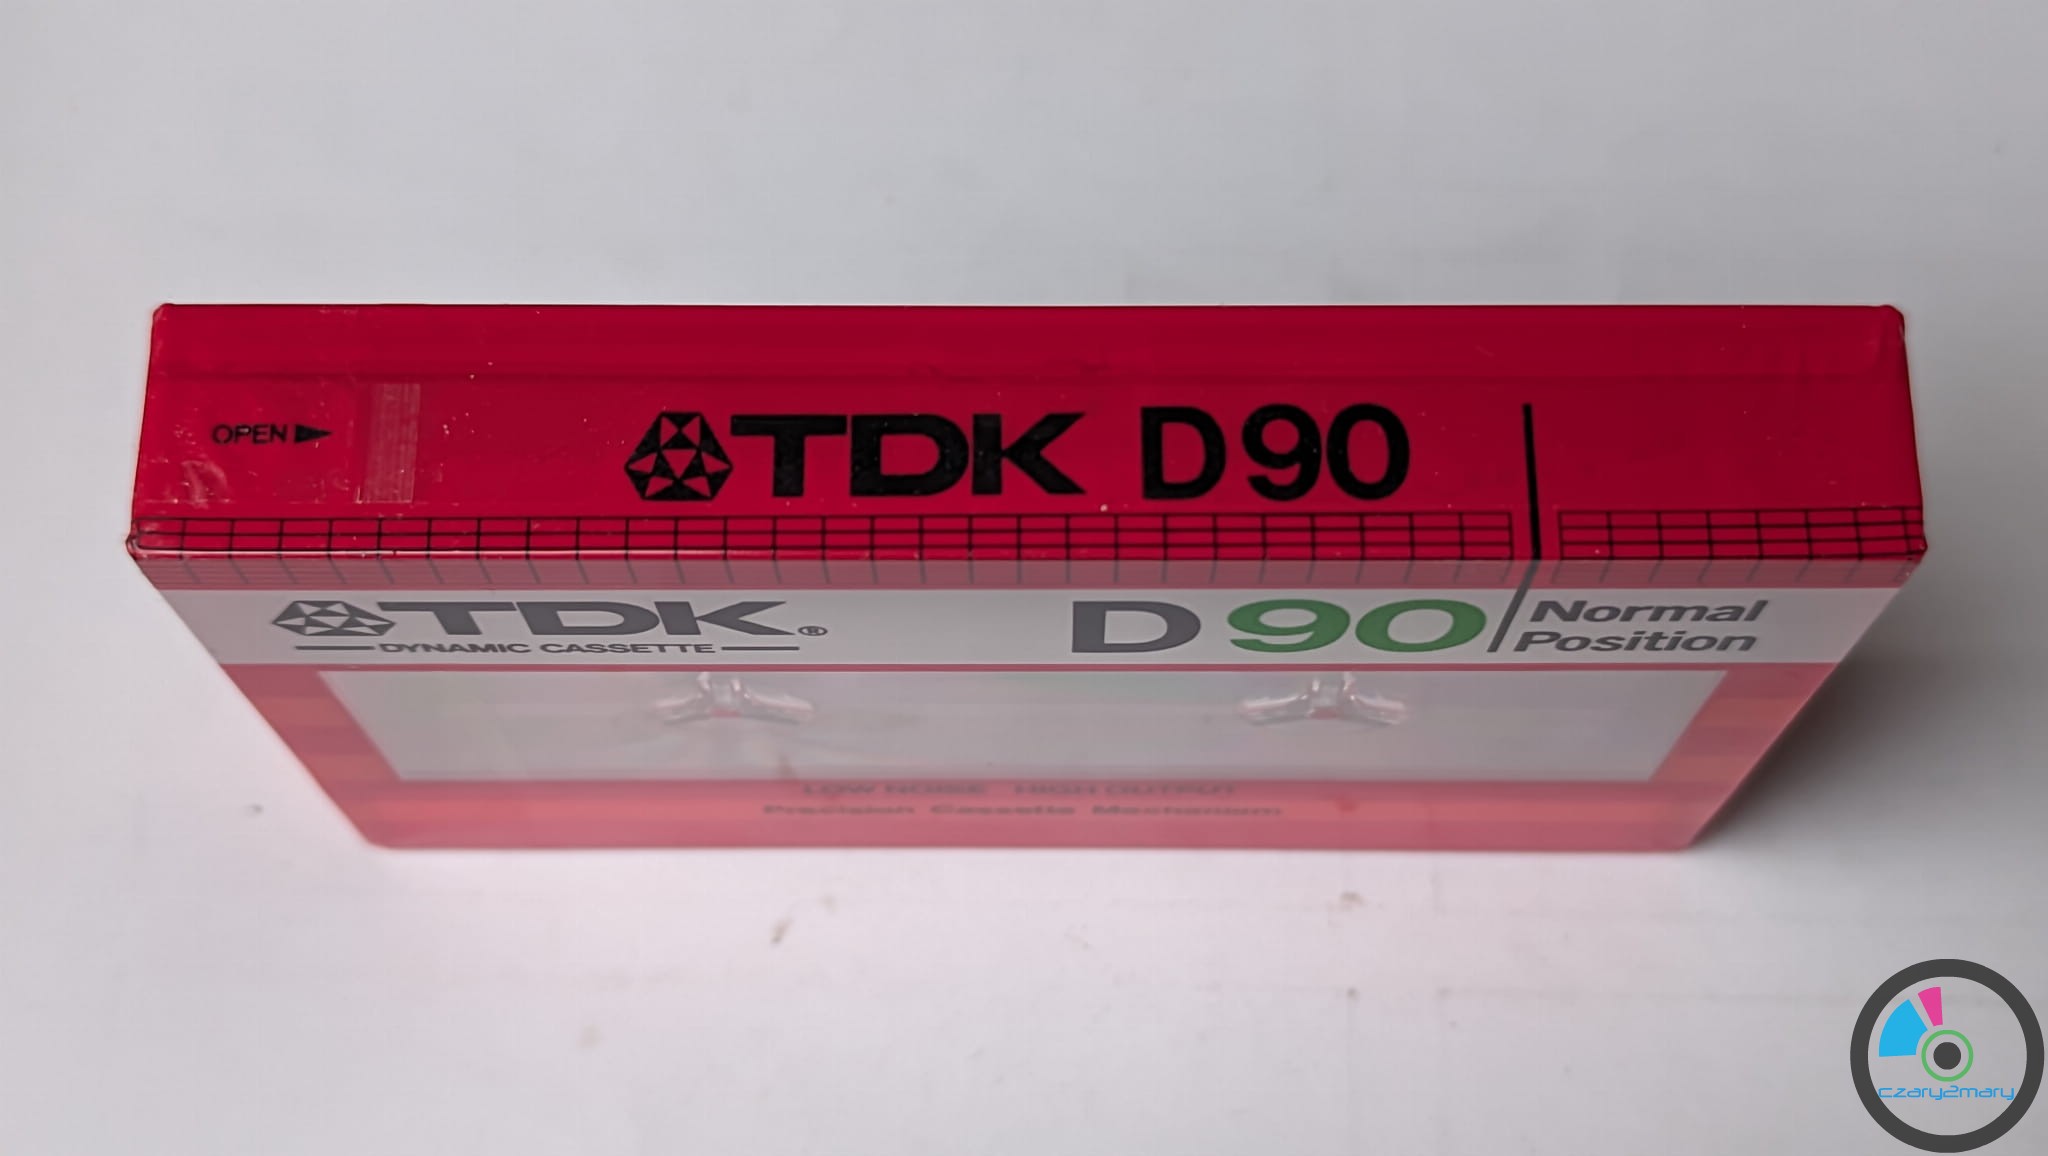 OPEN
TDK D90
TDK®
DYNAMIC CASSETTE
D90
Normal
Position
LOW NOISE HIGH OUTPUT
Precision Cassette Mechanism
czary2mary